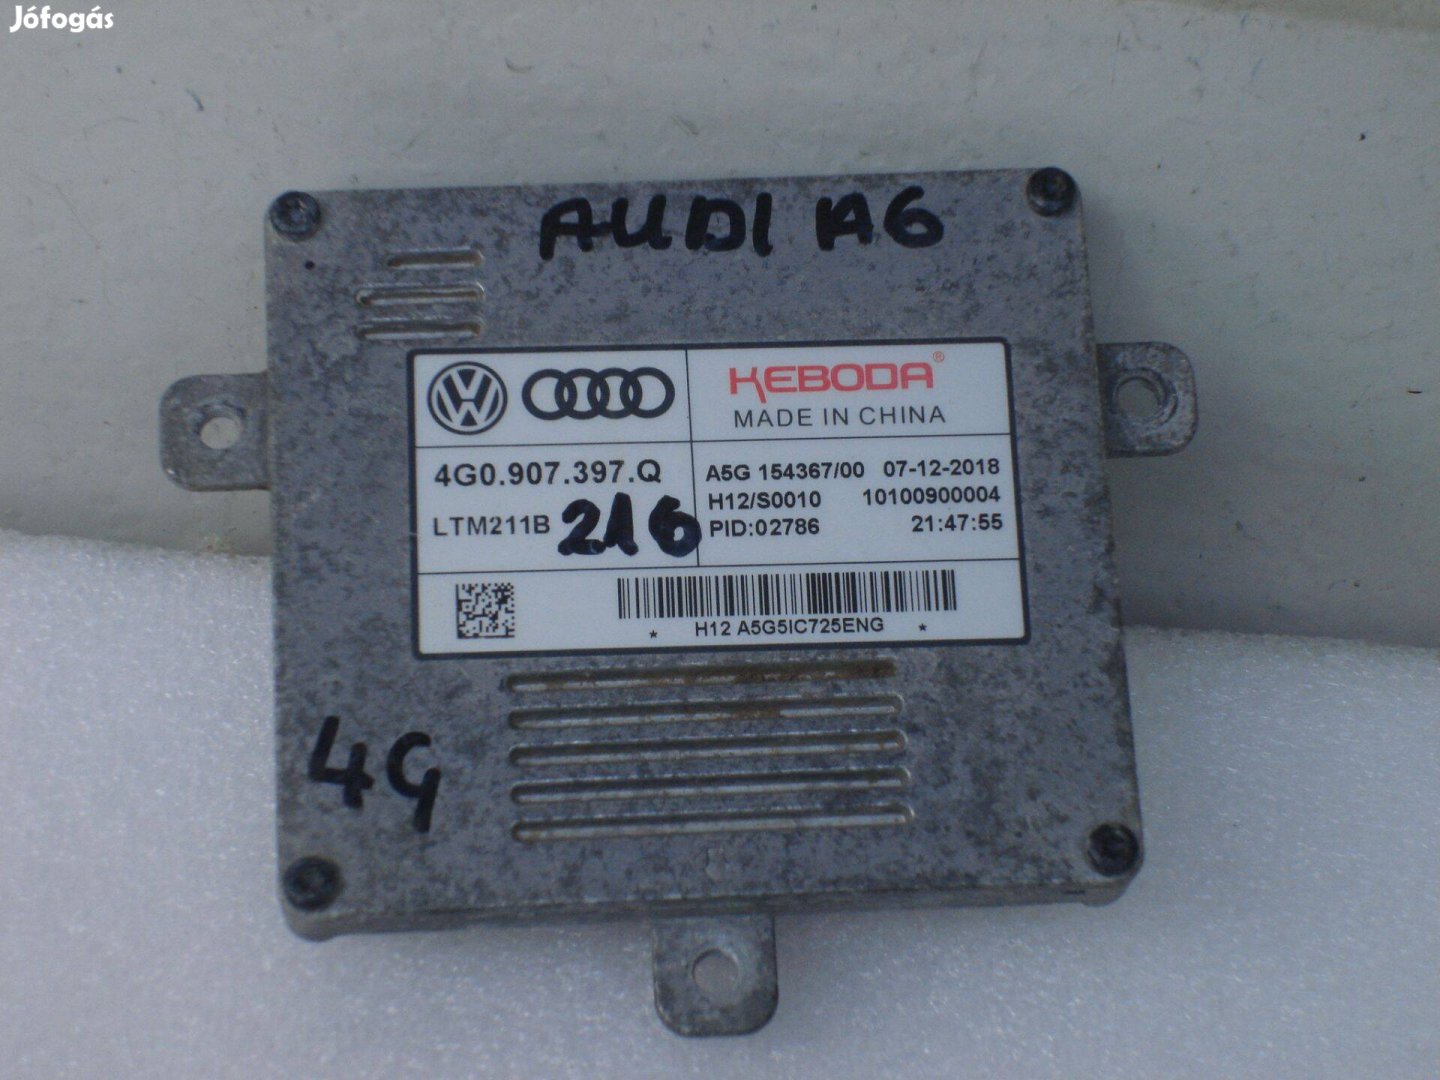 Jófogás
AUDI A6
KEBODA®
MADE IN CHINA
4G0.907.397.Q
LTM211B 216
A5G 154367/00 07-12-2018
H12/S0010 10100900004
PID:02786 21:47:55
* H12 A5G5IC725ENG *
4G